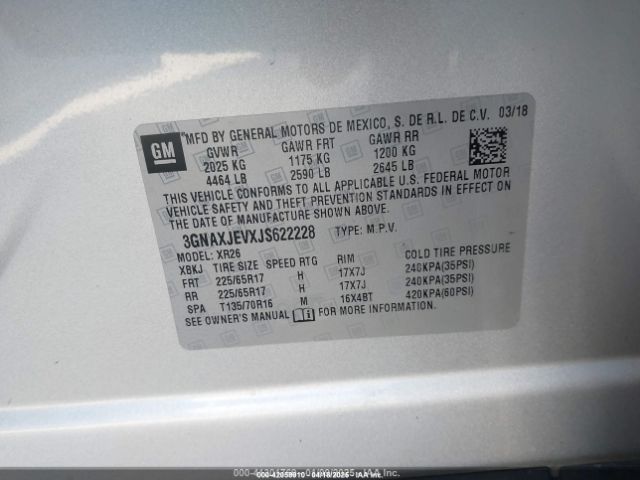 GM
MFD BY GENERAL MOTORS DE MEXICO, S. DE R.L. DE C.V. 03/18
GVWR GAWR FRT GAWR RR
2025 KG 1175 KG 1200 KG
4464 LB 2590 LB 2645 LB
THIS VEHICLE CONFORMS TO ALL APPLICABLE U.S. FEDERAL MOTOR
VEHICLE SAFETY AND THEFT PREVENTION STANDARDS IN EFFECT ON
THE DATE OF MANUFACTURE SHOWN ABOVE.
3GNAXJEVXJS622228 TYPE: M.P.V.
MODEL: XR26
XBKJ TIRE SIZE SPEED RTG RIM COLD TIRE PRESSURE
FRT 225/65R17 H 17X7J 240KPA(35PSI)
RR 225/65R17 H 17X7J 240KPA(35PSI)
SPA T135/70R16 M 16X4BT 420KPA(60PSI)
SEE OWNER'S MANUAL FOR MORE INFORMATION